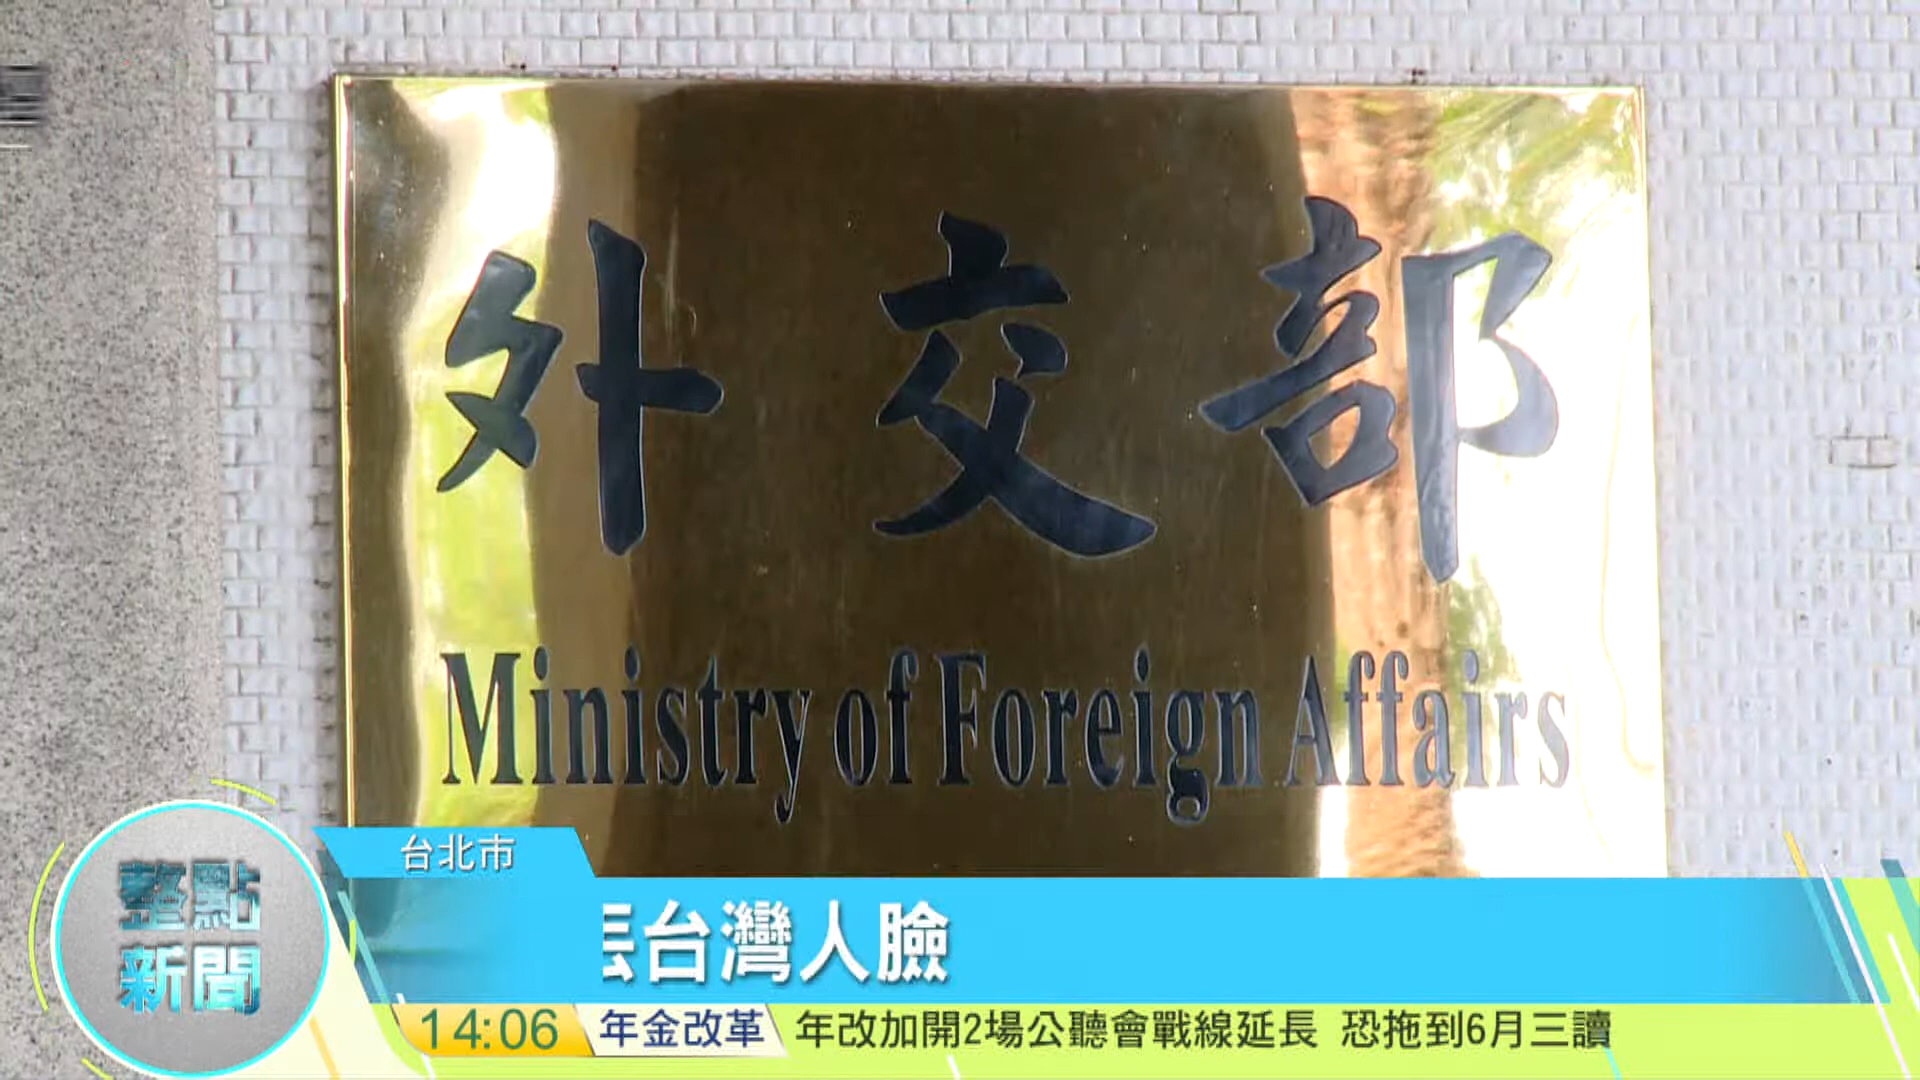 外交部
Ministry of Foreign Affairs
台北市
台灣人臉
整點
新聞
14:06 年金改革 年改加開2場公聽會戰線延長 恐拖到6月三讀